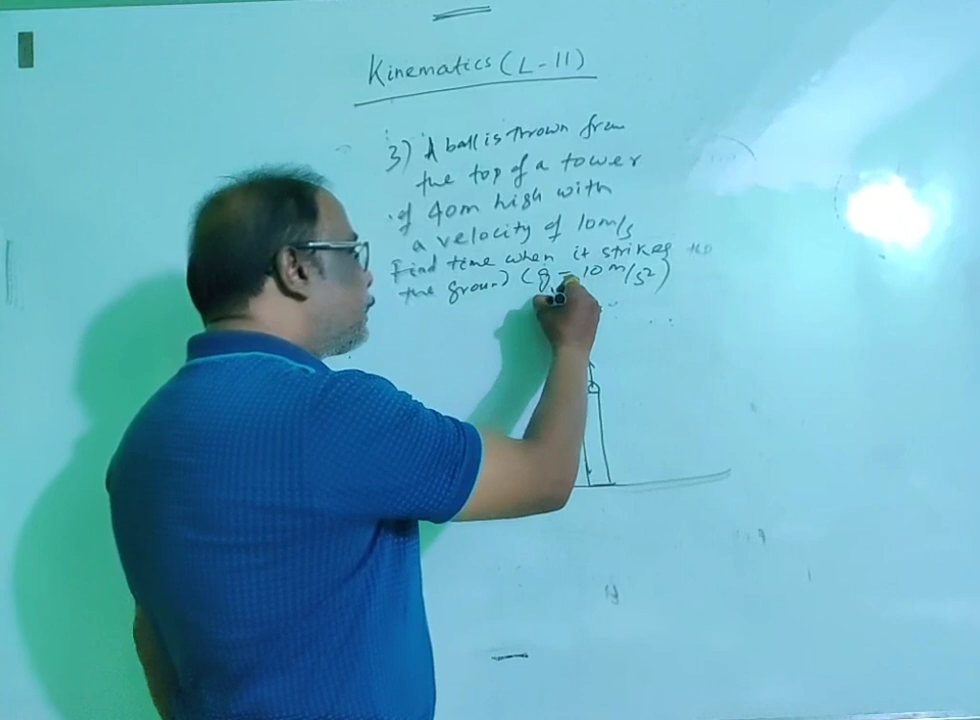 Kinematics (L-11)
3) A ball is thrown from
the top of a tower
of 40m high with
a velocity of 10m/s
Find time when it strikes the
the ground (g = 10 m/s²)